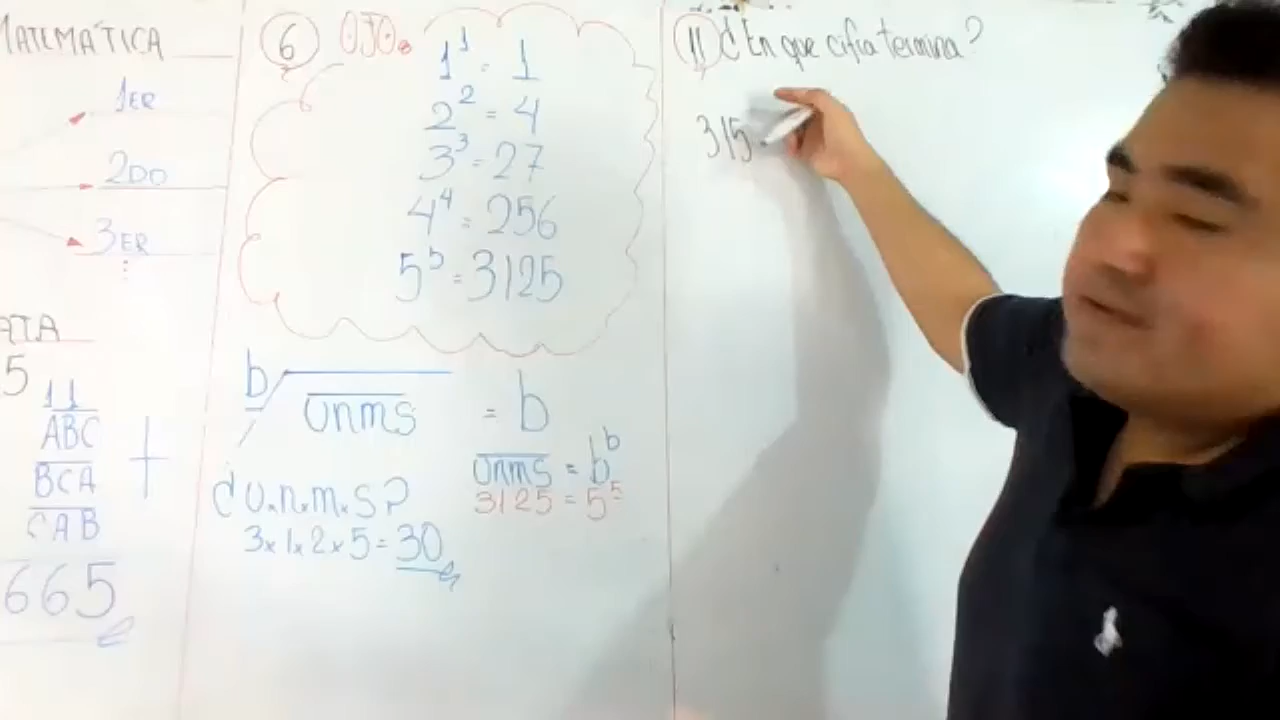 MATEMÁTICA
1ER
2DO
3ER
5
11
ABC
BCA
CAB
665
6 OJO.
1¹ = 1
2² = 4
3³ = 27
4⁴ = 256
5⁵ = 3125
b√unms = b
unms = b^b
3125 = 5⁵
¿U.n.m.s?
3x1x2x5=30
11 ¿En que cifra termina?
315